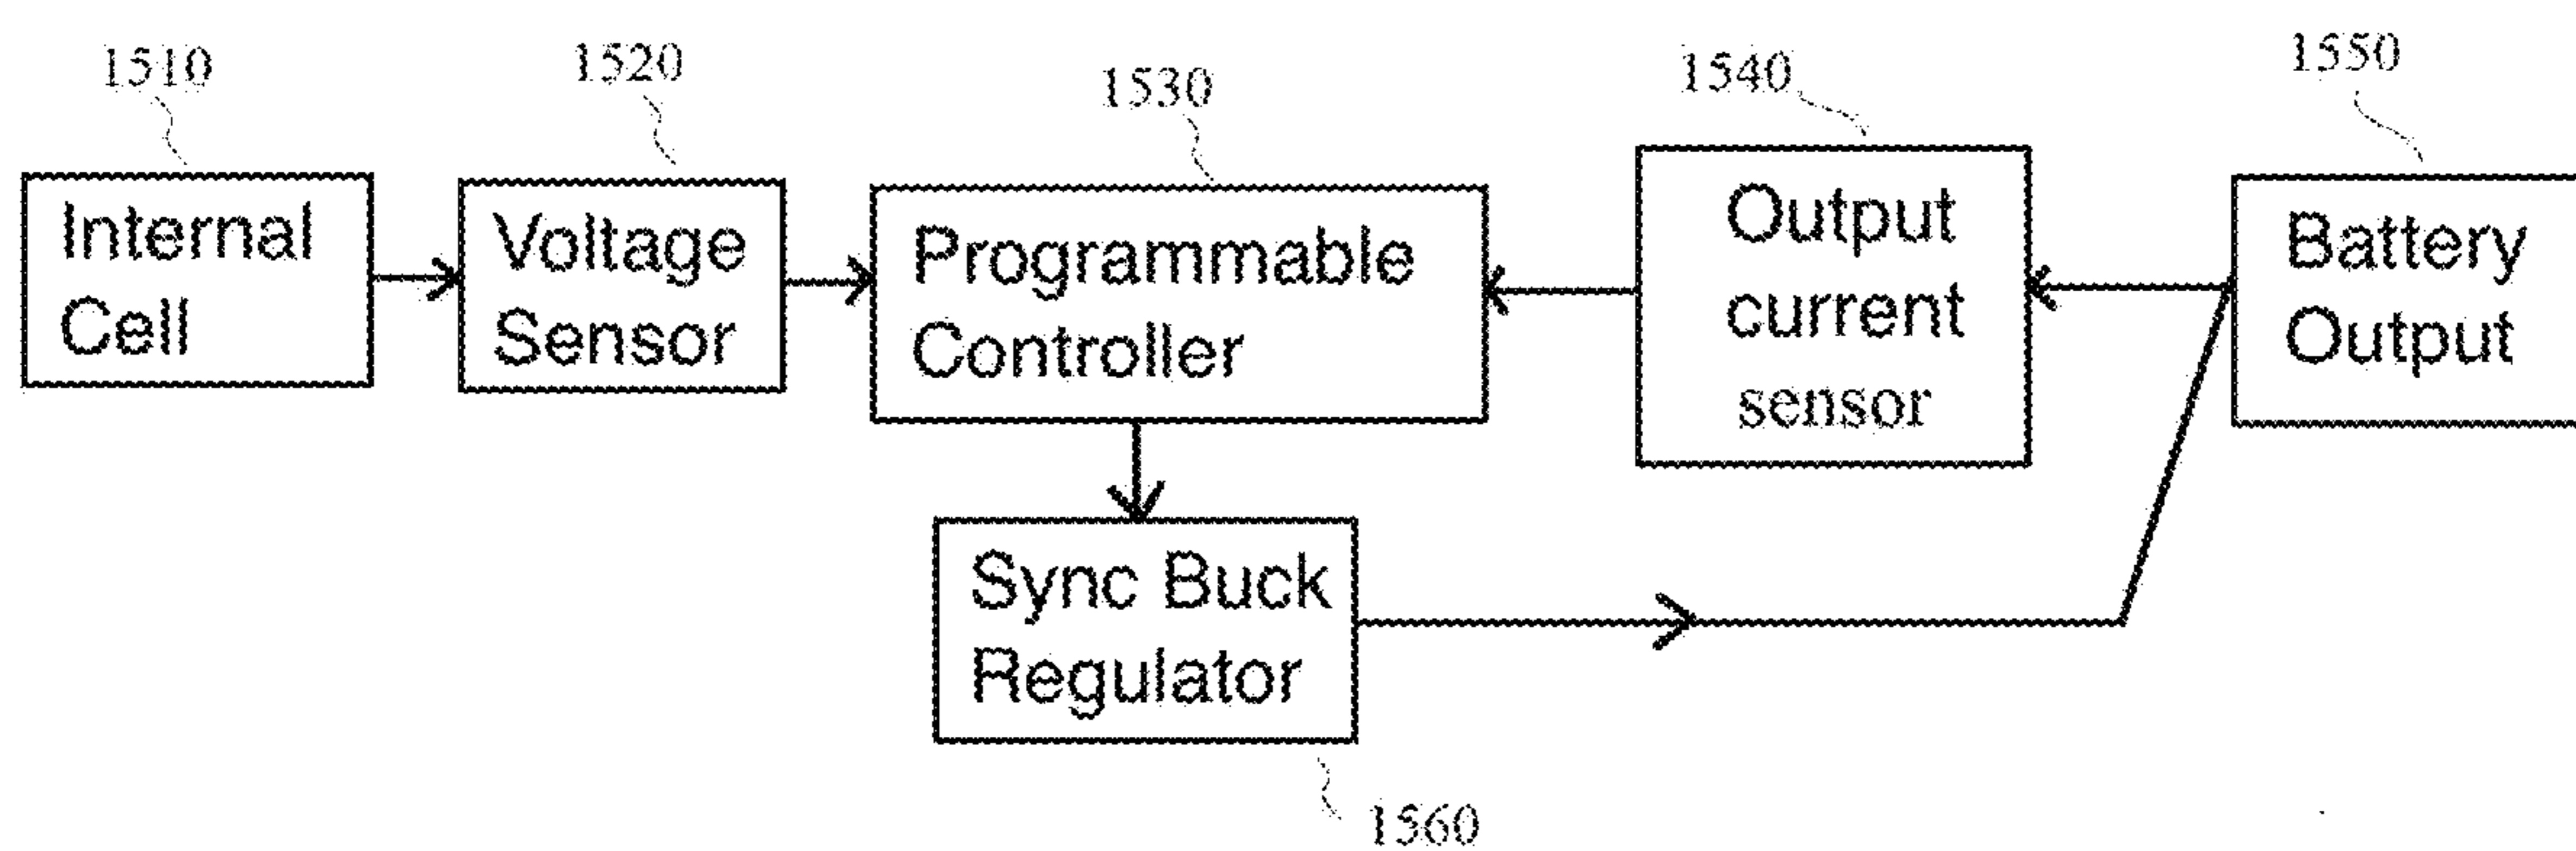 1510
1520
1530
1540
1550
Internal
Cell
Voltage
Sensor
Programmable
Controller
Output
current
sensor
Battery
Output
Sync Buck
Regulator
1560